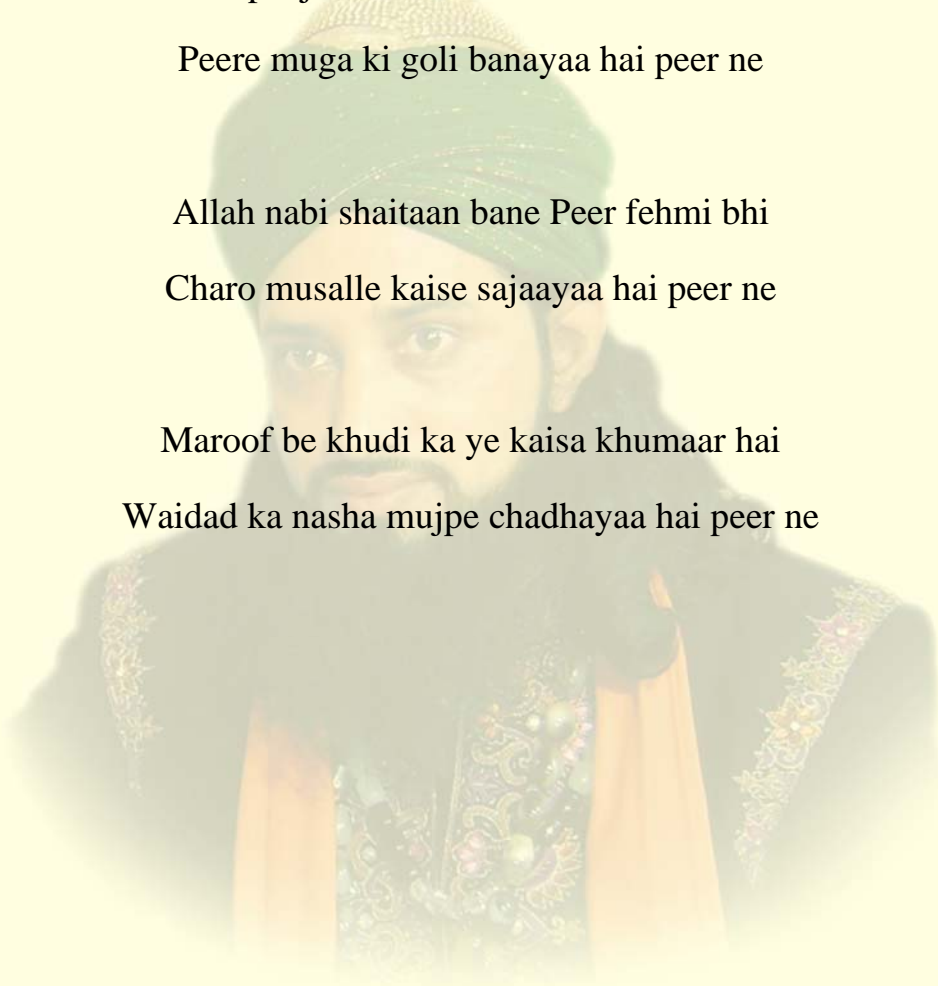 Peere muga ki goli banayaa hai peer ne
Allah nabi shaitaan bane Peer fehmi bhi
Charo musalle kaise sajaayaa hai peer ne
Maroof be khudi ka ye kaisa khumaar hai
Waidad ka nasha mujpe chadhayaa hai peer ne